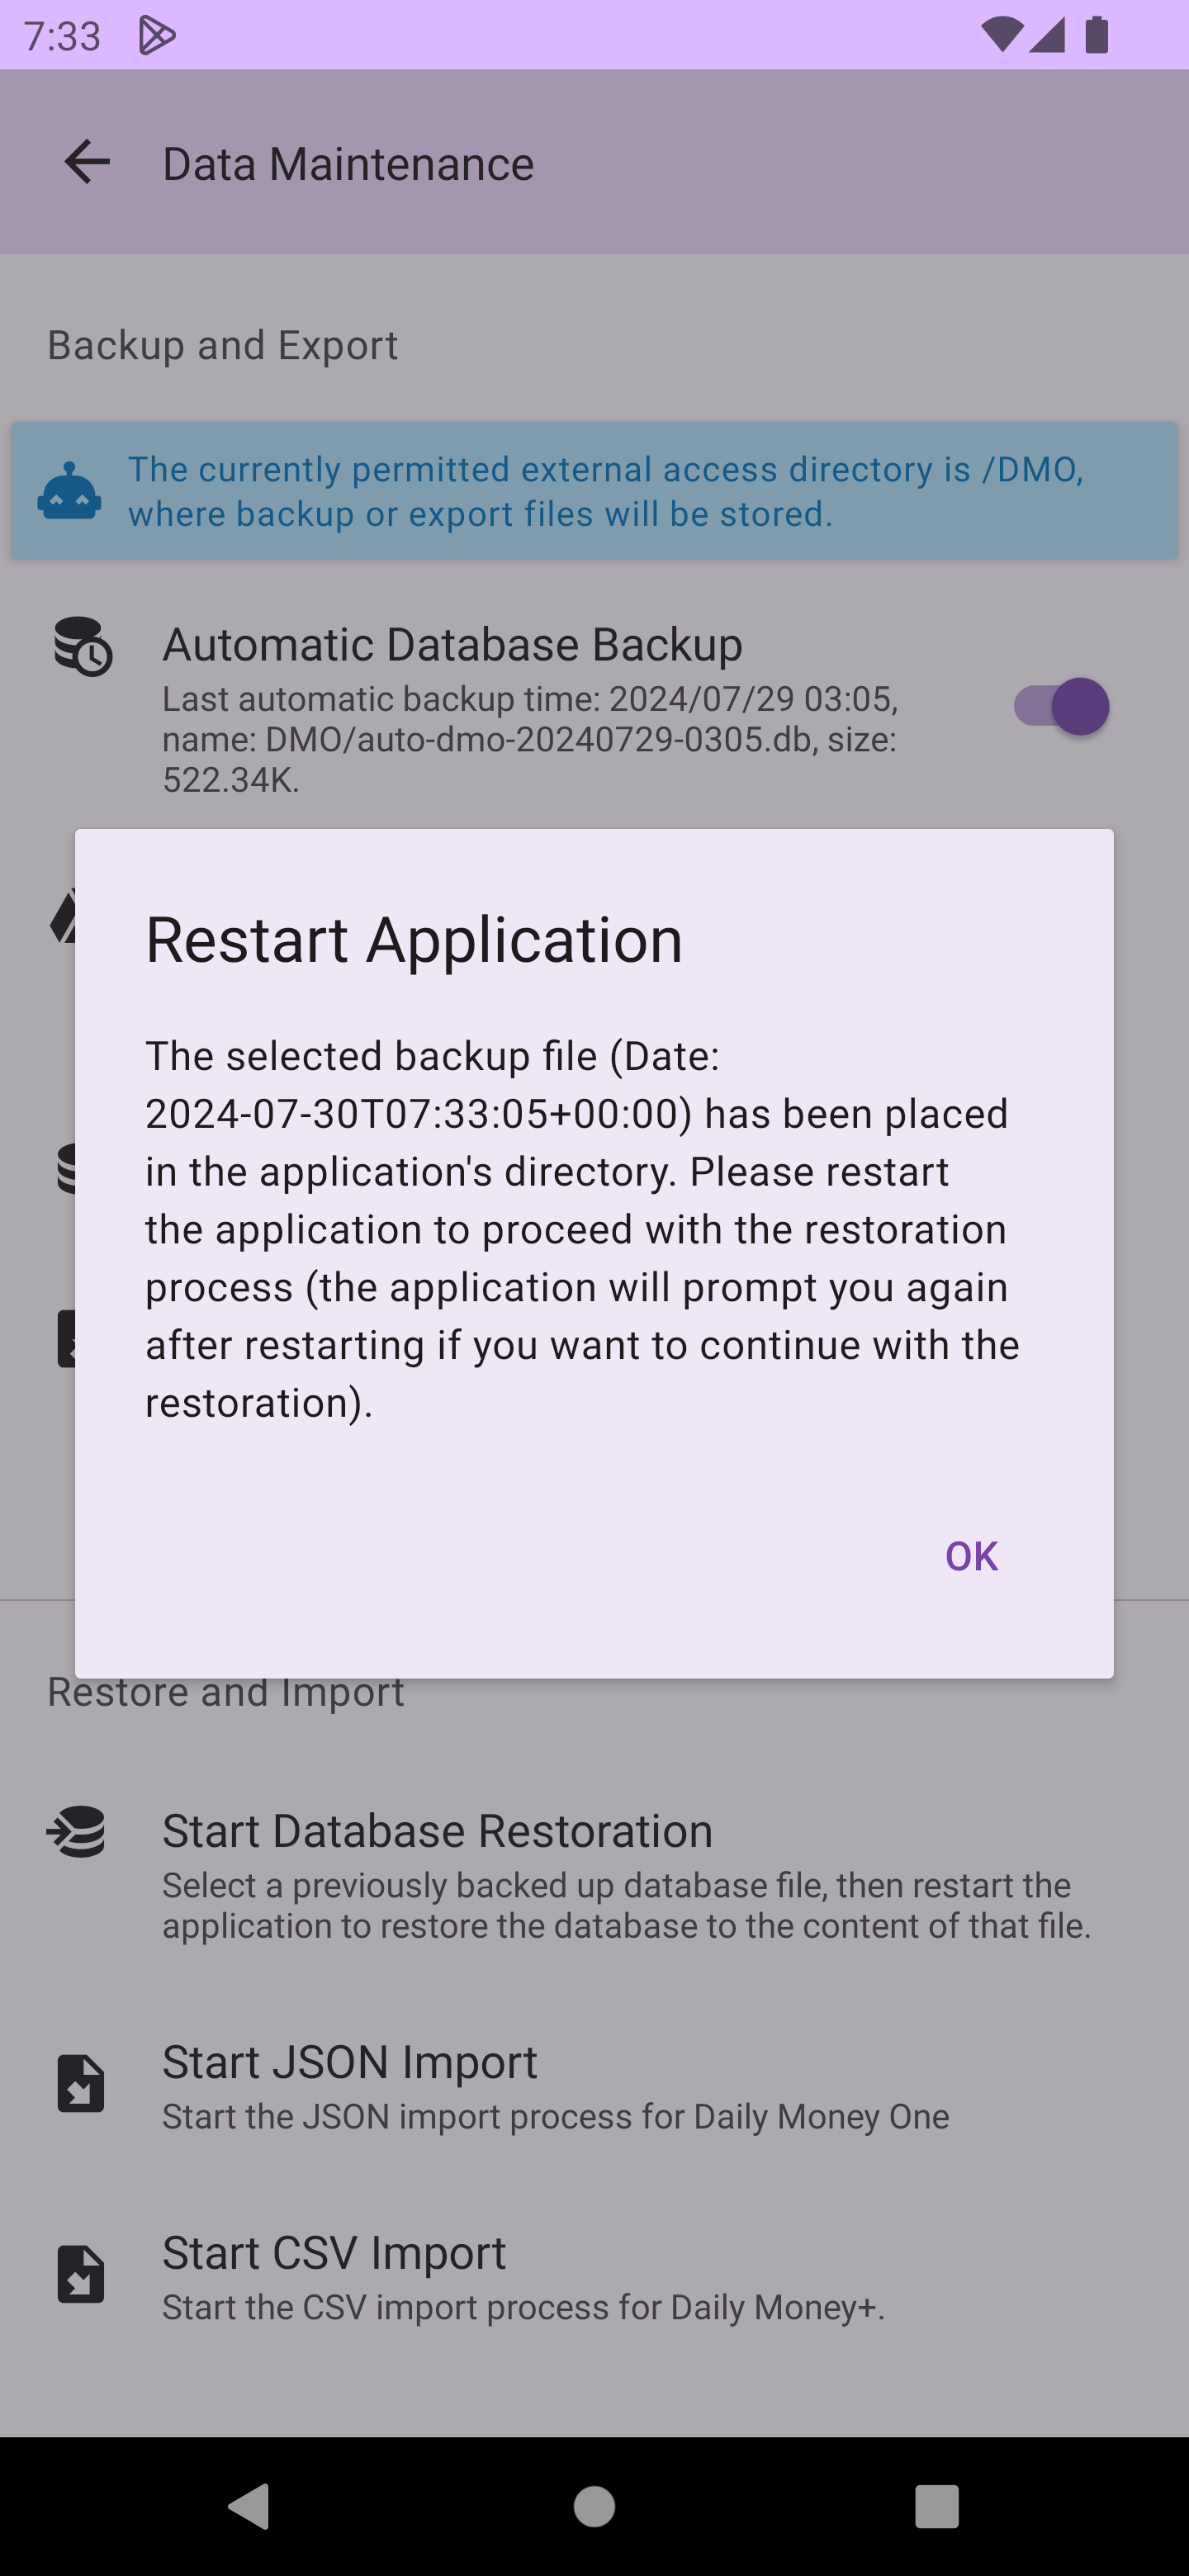 7:33
Data Maintenance
Backup and Export
The currently permitted external access directory is /DMO,
where backup or export files will be stored.
Automatic Database Backup
Last automatic backup time: 2024/07/29 03:05,
name: DMO/auto-dmo-20240729-0305.db, size:
522.34K.
Restart Application
The selected backup file (Date:
2024-07-30T07:33:05+00:00) has been placed
in the application's directory. Please restart
the application to proceed with the restoration
process (the application will prompt you again
after restarting if you want to continue with the
restoration).
OK
Restore and Import
Start Database Restoration
Select a previously backed up database file, then restart the
application to restore the database to the content of that file.
Start JSON Import
Start the JSON import process for Daily Money One
Start CSV Import
Start the CSV import process for Daily Money+.